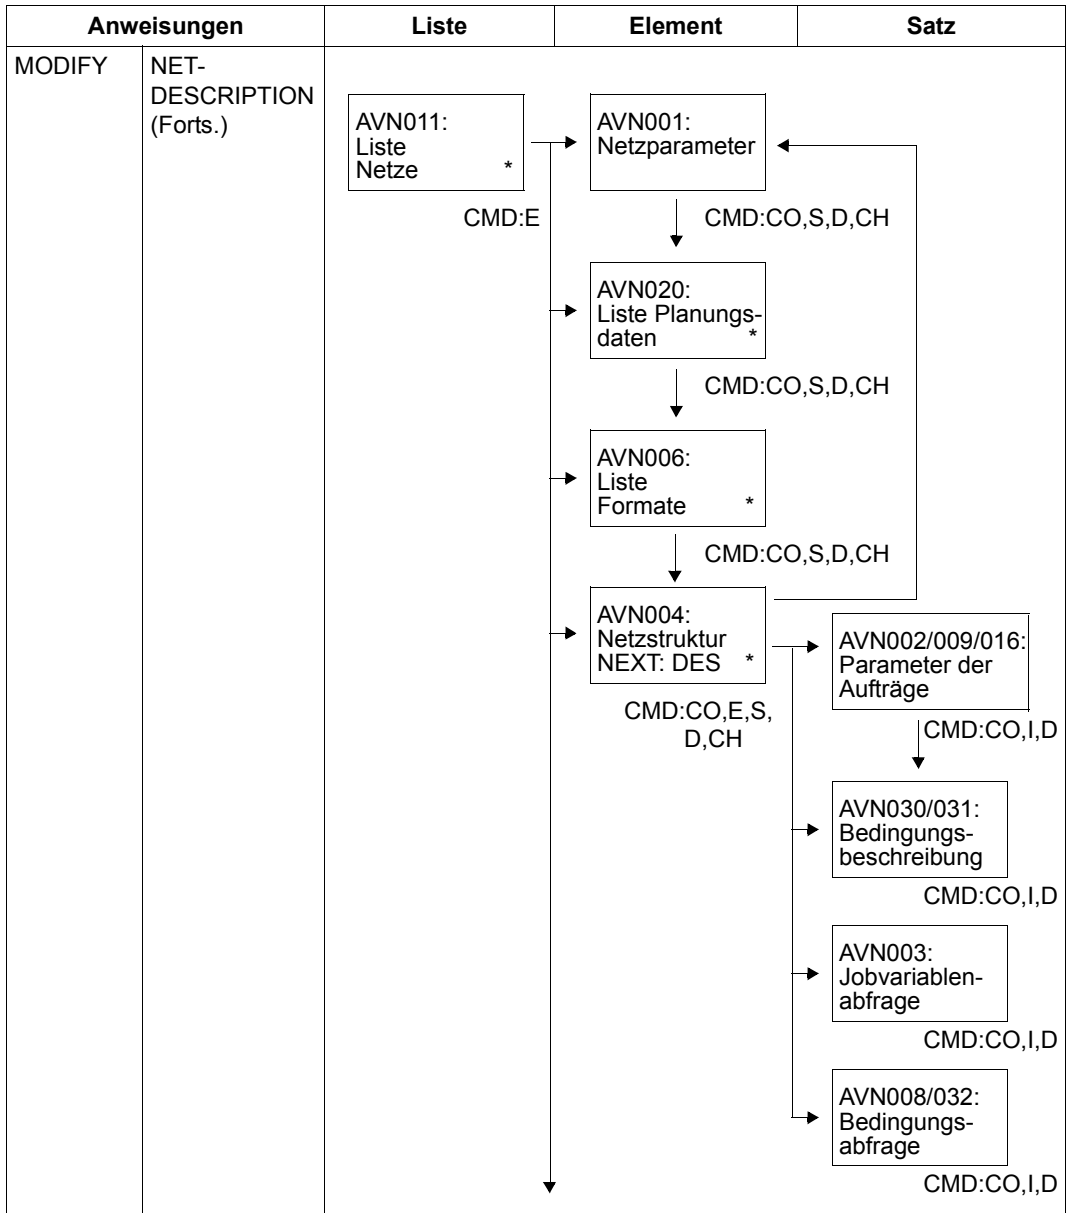 Anweisungen Liste Element Satz
MODIFY NET-
DESCRIPTION
(Forts.)
AVN011:
Liste
Netze *
CMD:E
AVN001:
Netzparameter
CMD:CO,S,D,CH
AVN020:
Liste Planungs-
daten *
CMD:CO,S,D,CH
AVN006:
Liste
Formate *
CMD:CO,S,D,CH
AVN004:
Netzstruktur
NEXT: DES *
CMD:CO,E,S,
D,CH
AVN002/009/016:
Parameter der
Aufträge
CMD:CO,I,D
AVN030/031:
Bedingungs-
beschreibung
CMD:CO,I,D
AVN003:
Jobvariablen-
abfrage
CMD:CO,I,D
AVN008/032:
Bedingungs-
abfrage
CMD:CO,I,D